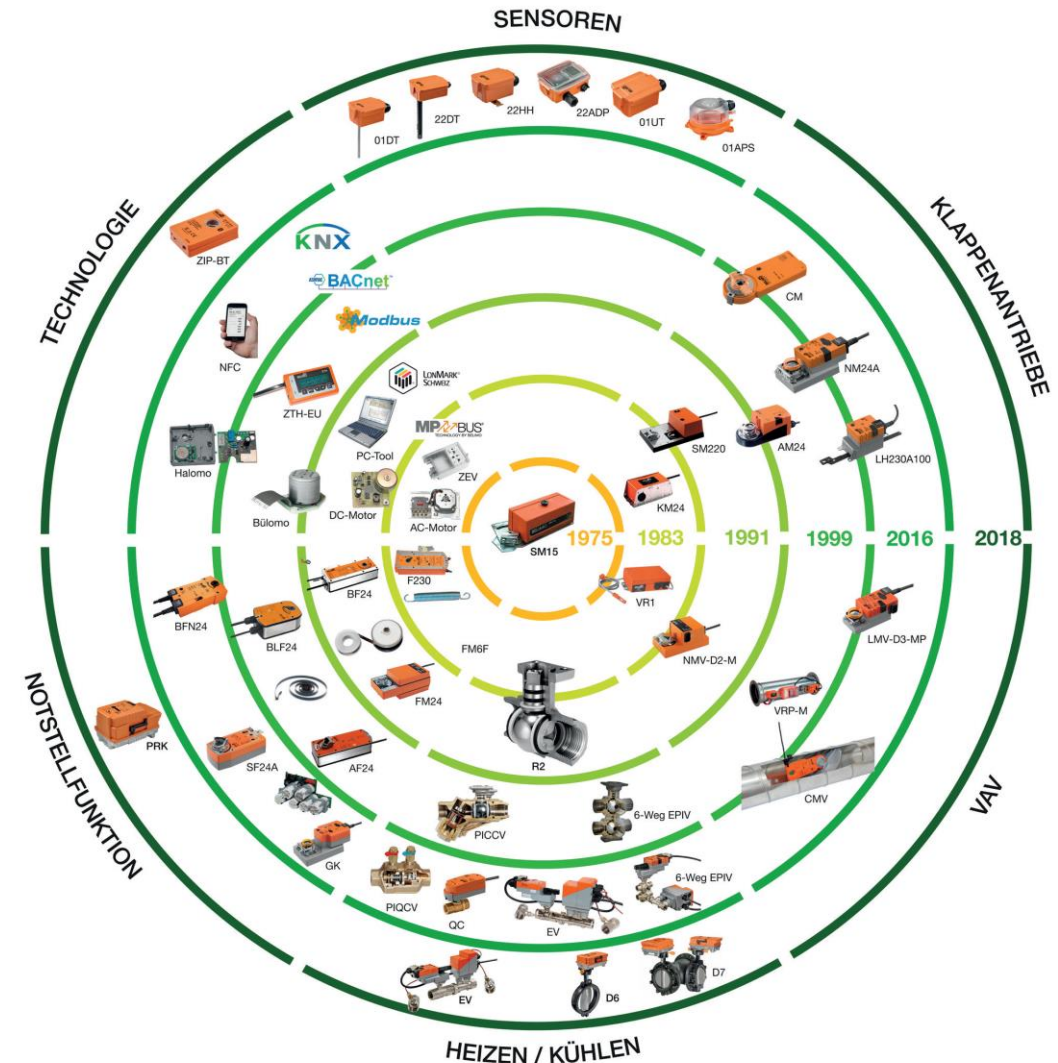 SENSOREN
01DT
22DT
22HH
22ADP
01UT
01APS
TECHNOLOGIE
KLAPPENANTRIEBE
ZIP-BT
KNX
BACnet™
Modbus
NFC
CM
NM24A
ZTH-EU
LONMARK®
SCHWEIZ
PC-Tool
MP BUS®
TECHNOLOGY BY BELIMO
ZEV
SM220
AM24
LH230A100
Halomo
Bülomo
DC-Motor
AC-Motor
KM24
SM15
1975
1983
1991
1999
2016
2018
BFN24
BLF24
BF24
F230
VR1
LMV-D3-MP
FM6F
NMV-D2-M
FM24
VRP-M
NOTSTELLFUNKTION
PRK
SF24A
AF24
R2
CMV
VAV
GK
PICCV
6-Weg EPIV
PIQCV
QC
EV
6-Weg EPIV
EV
D6
D7
HEIZEN / KÜHLEN